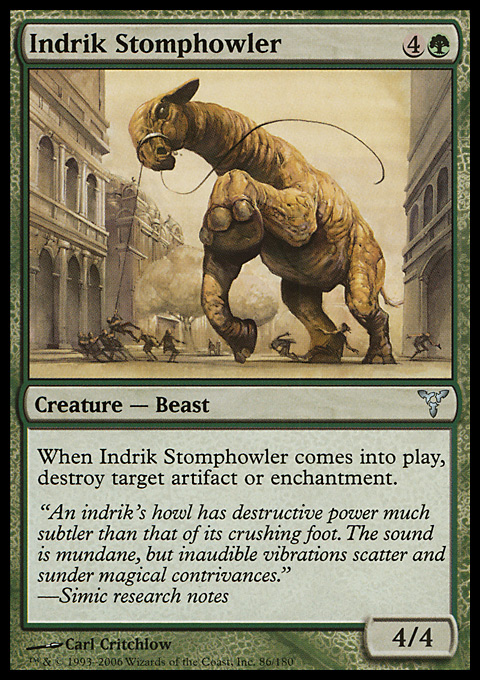 Indrik Stomphowler 4
Creature — Beast
When Indrik Stomphowler comes into play,
destroy target artifact or enchantment.
“An indrik’s howl has destructive power much
subtler than that of its crushing foot. The sound
is mundane, but inaudible vibrations scatter and
sunder magical contrivances.”
—Simic research notes
4/4
Carl Critchlow
™ & © 1993-2006 Wizards of the Coast, Inc. 86/180